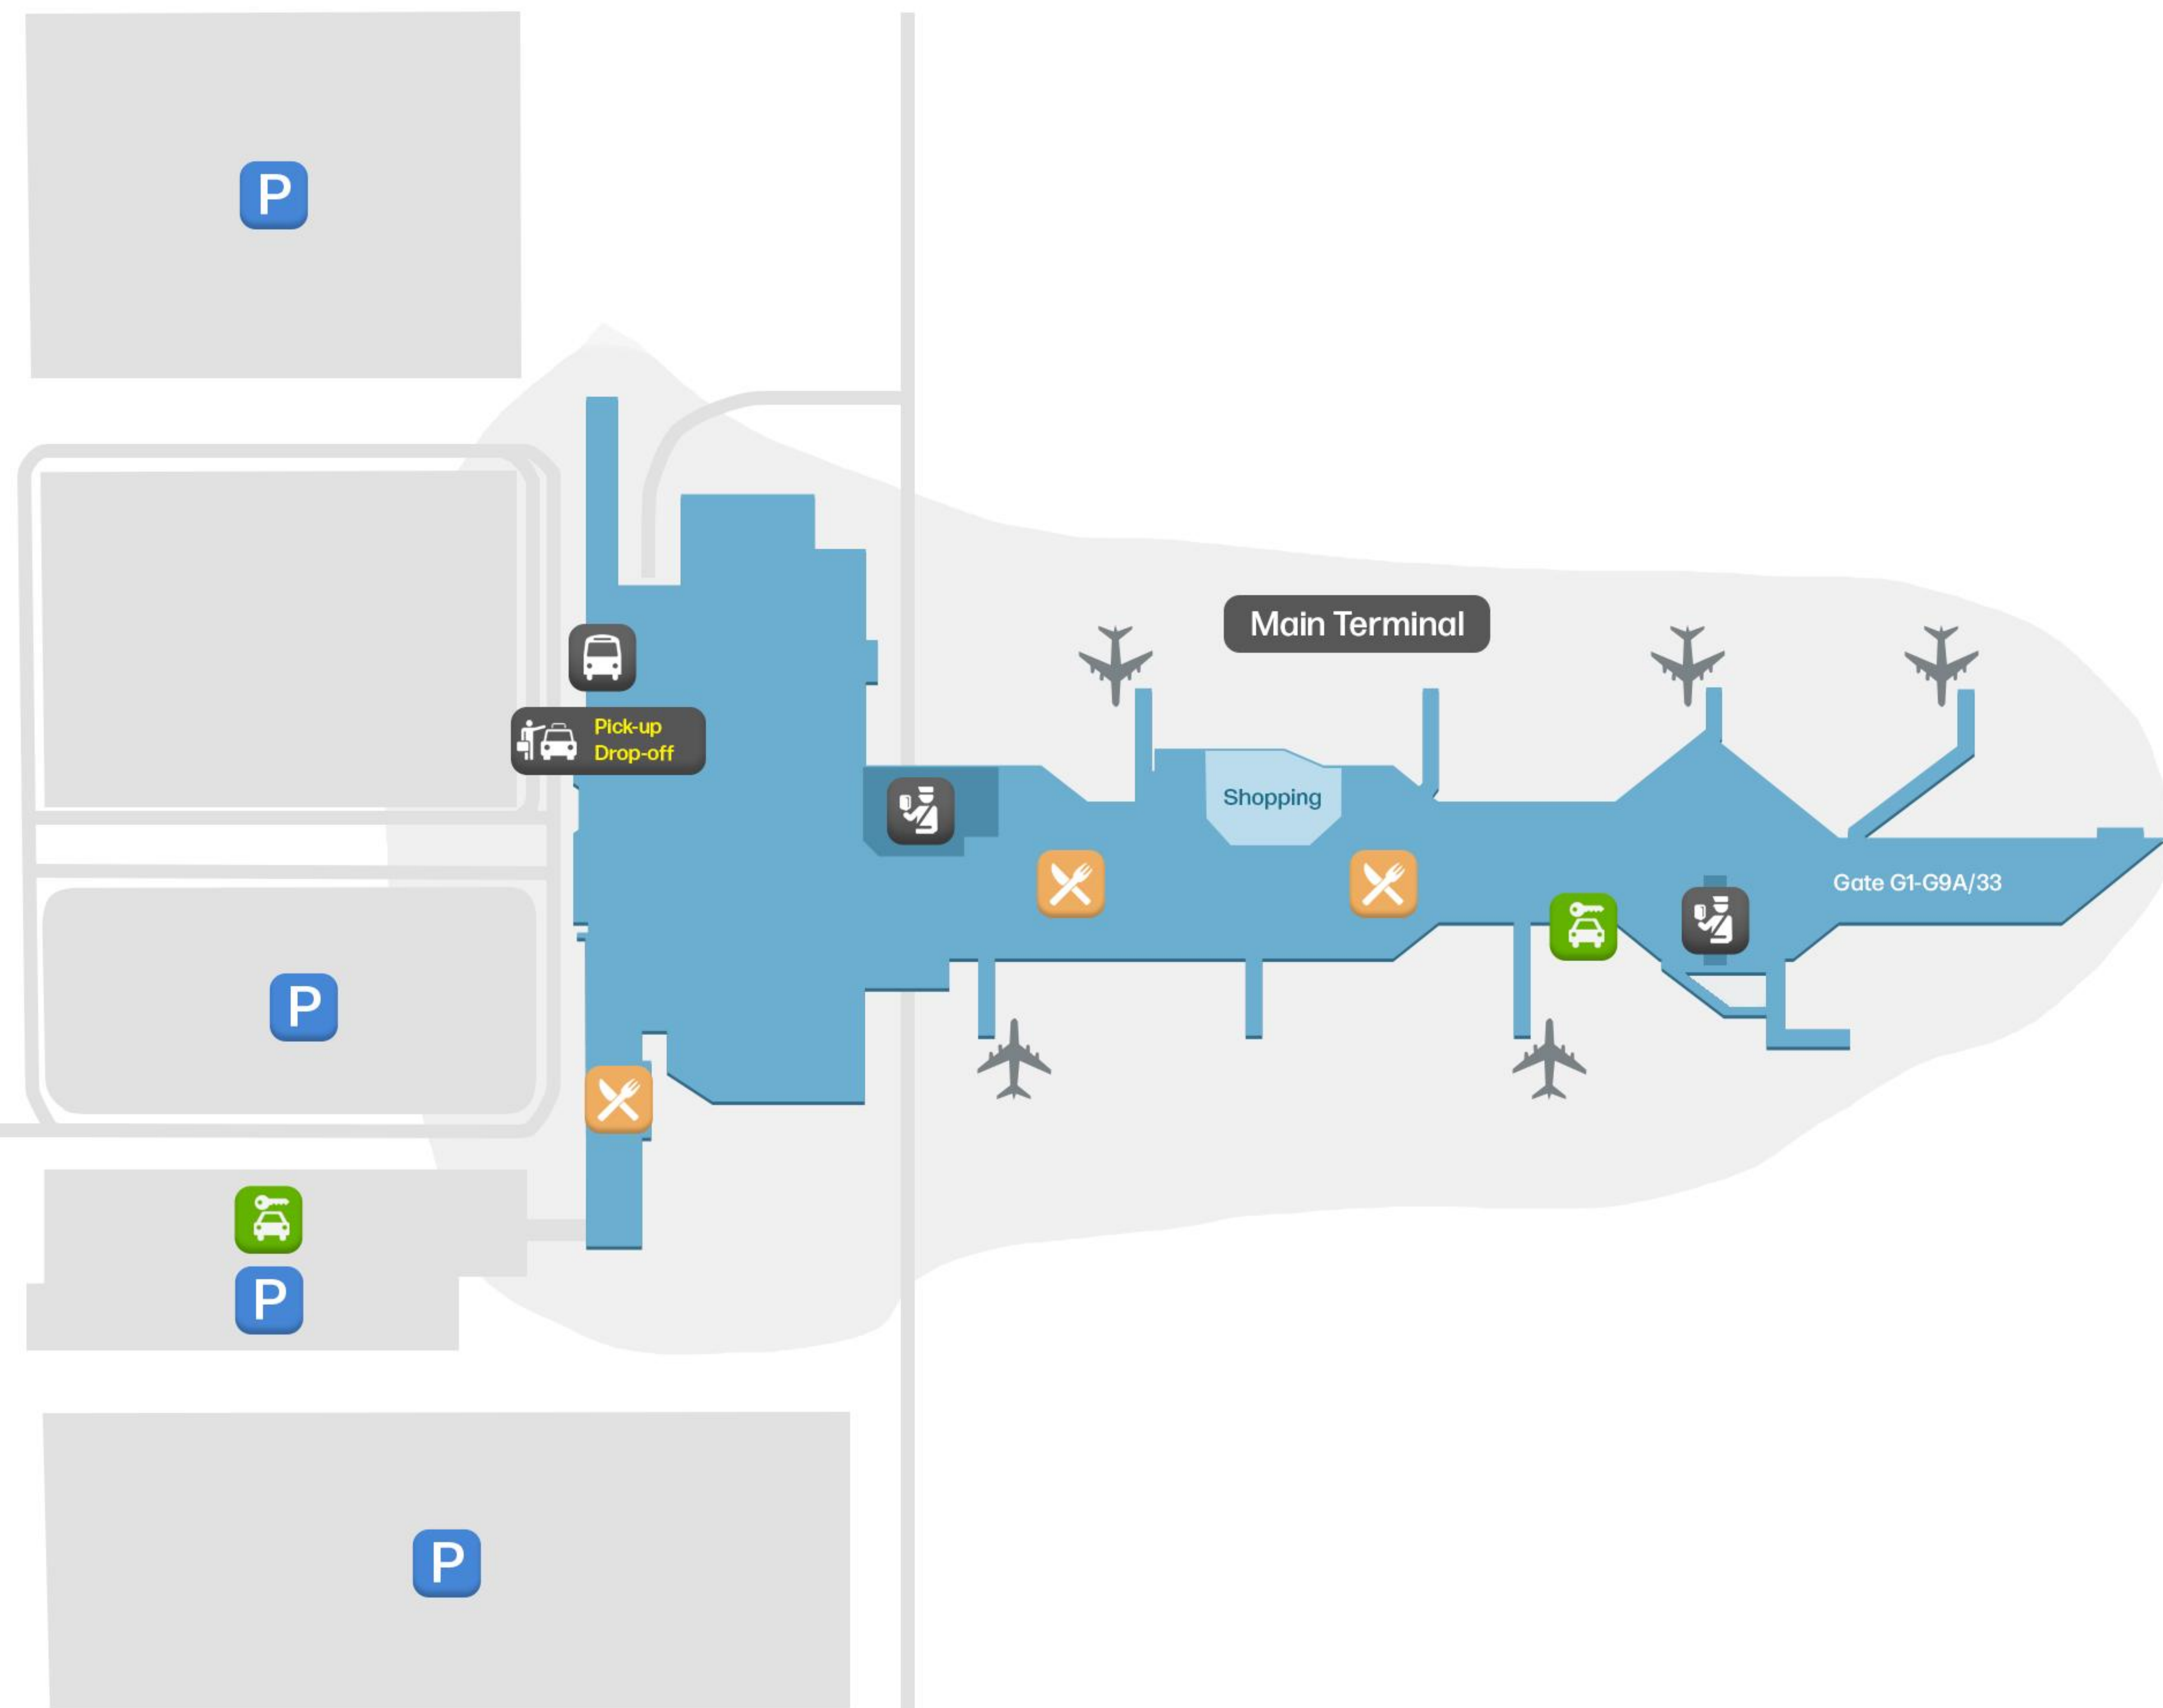 P
Main Terminal
Pick-up
Drop-off
Shopping
Gate G1-G9A/33
P
P
P